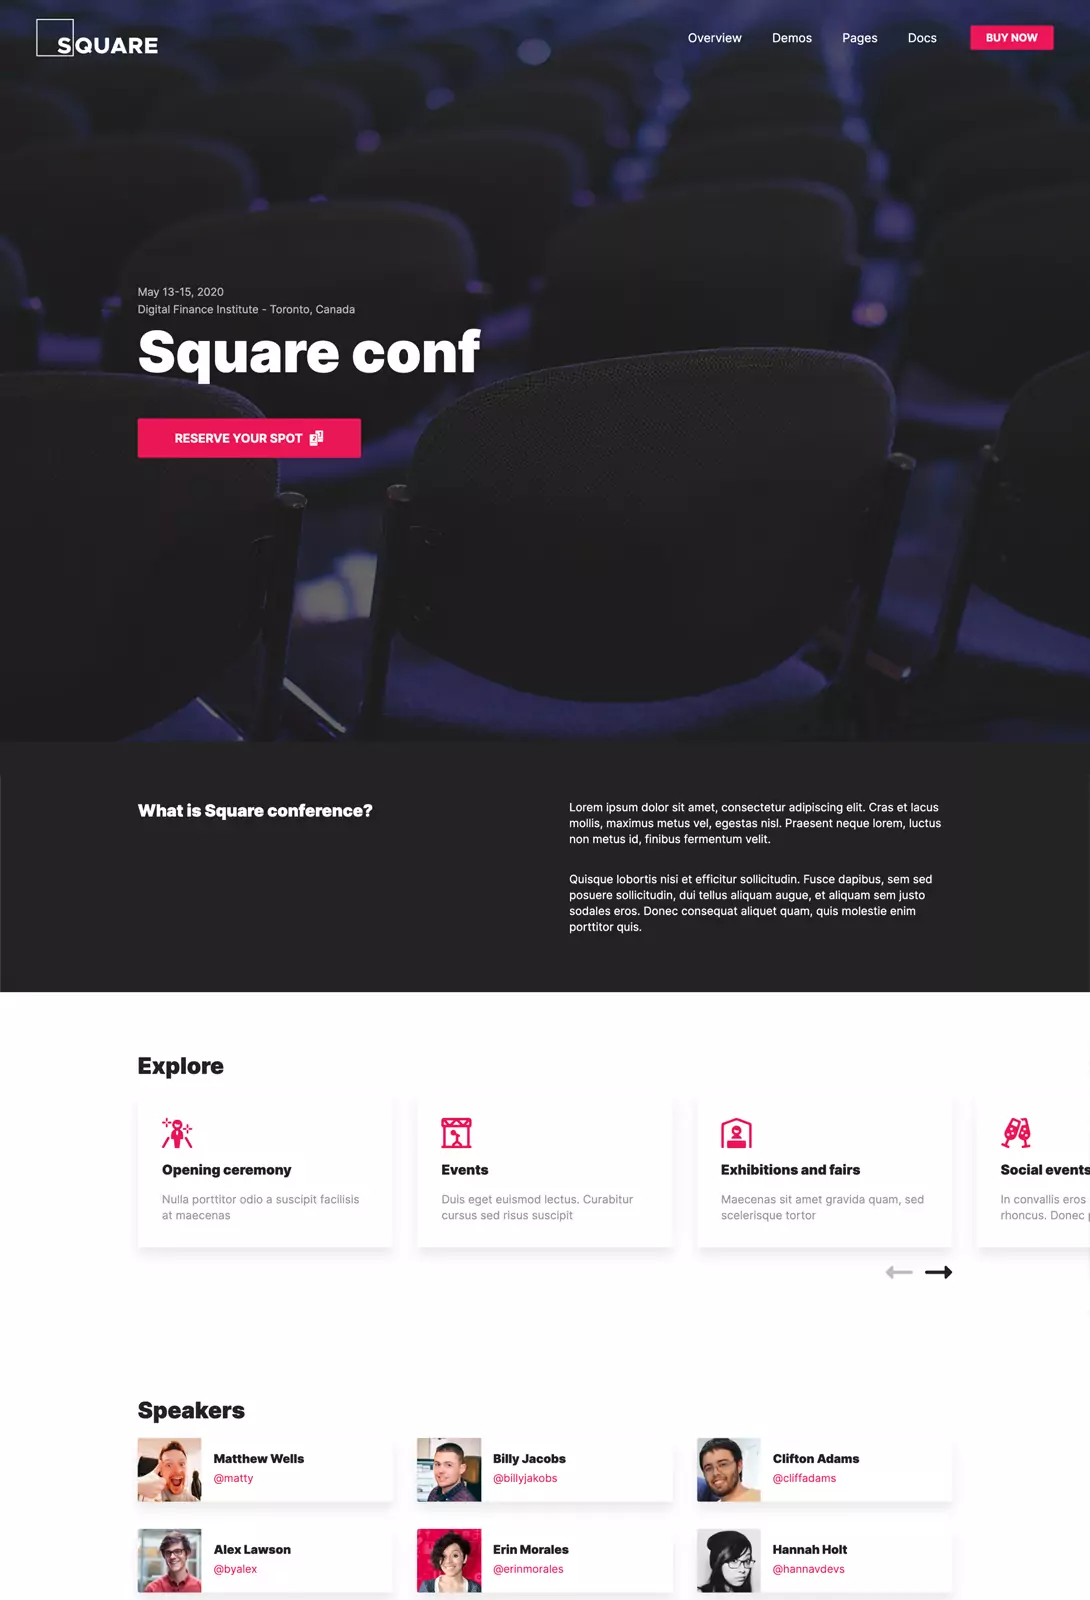 SQUARE
Overview Demos Pages Docs BUY NOW
May 13-15, 2020
Digital Finance Institute - Toronto, Canada
Square conf
RESERVE YOUR SPOT
What is Square conference?
Lorem ipsum dolor sit amet, consectetur adipiscing elit. Cras et lacus
mollis, maximus metus vel, egestas nisl. Praesent neque lorem, luctus
non metus id, finibus fermentum velit.
Quisque lobortis nisi et efficitur sollicitudin. Fusce dapibus, sem sed
posuere sollicitudin, dui tellus aliquam augue, et aliquam sem justo
sodales eros. Donec consequat aliquet quam, quis molestie enim
porttitor quis.
Explore
Opening ceremony
Nulla porttitor odio a suscipit facilisis
at maecenas
Events
Duis eget euismod lectus. Curabitur
cursus sed risus suscipit
Exhibitions and fairs
Maecenas sit amet gravida quam, sed
scelerisque tortor
Social events
In convallis eros
rhoncus. Donec
Speakers
Matthew Wells
@matty
Billy Jacobs
@billyjakobs
Clifton Adams
@cliffadams
Alex Lawson
@byalex
Erin Morales
@erinmorales
Hannah Holt
@hannavdevs